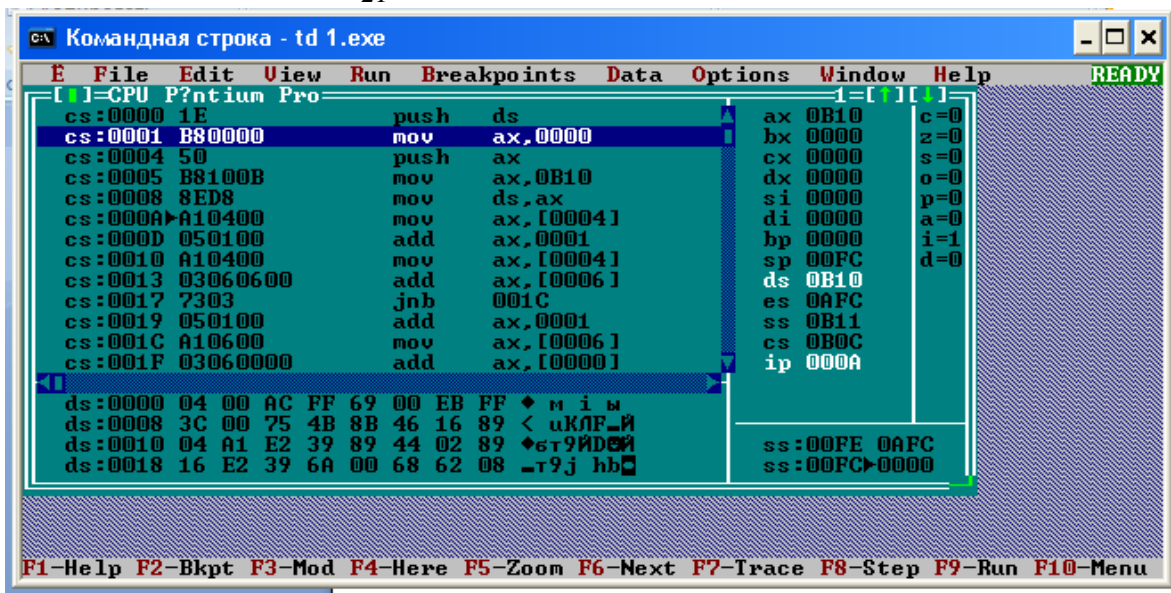 21
Командная строка - td 1.exe
Ё File Edit View Run Breakpoints Data Options Window Help READY
[■]=CPU P?ntium Pro 1=[↑][↓]
cs:0000 1E push ds ax 0B10 c=0
cs:0001 B80000 mov ax,0000 bx 0000 z=0
cs:0004 50 push ax cx 0000 s=0
cs:0005 B8100B mov ax,0B10 dx 0000 o=0
cs:0008 8ED8 mov ds,ax si 0000 p=0
cs:000A►A10400 mov ax,[0004] di 0000 a=0
cs:000D 050100 add ax,0001 bp 0000 i=1
cs:0010 A10400 mov ax,[0004] sp 00FC d=0
cs:0013 03060600 add ax,[0006] ds 0B10
cs:0017 7303 jnb 001C es 0AFC
cs:0019 050100 add ax,0001 ss 0B11
cs:001C A10600 mov ax,[0006] cs 0B0C
cs:001F 03060000 add ax,[0000] ip 000A
ds:0000 04 00 AC FF 69 00 EB FF ♦ м i ы
ds:0008 3C 00 75 4B 8B 46 16 89 < uKЛF▬Й
ds:0010 04 A1 E2 39 89 44 02 89 ♦бт9ЙD☻Й ss:00FE 0AFC
ds:0018 16 E2 39 6A 00 68 62 08 ▬т9j hb◘ ss:00FC►0000
F1-Help F2-Bkpt F3-Mod F4-Here F5-Zoom F6-Next F7-Trace F8-Step F9-Run F10-Menu